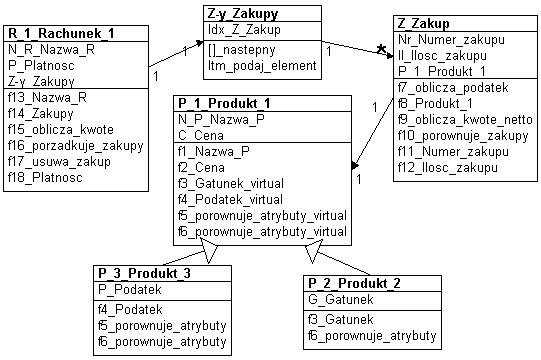 R_1_Rachunek_1
N_R_Nazwa_R
P_Platnosc
Z-y_Zakupy
f13_Nazwa_R
f14_Zakupy
f15_oblicza_kwote
f16_porzadkuje_zakupy
f17_usuwa_zakup
f18_Platnosc
1
1
Z-y_Zakupy
Idx_Z_Zakup
[]_nastepny
Itm_podaj_element
1
*
Z_Zakup
Nr_Numer_zakupu
Il_Ilosc_zakupu
P_1_Produkt_1
f7_oblicza_podatek
f8_Produkt_1
f9_oblicza_kwote_netto
f10_porownuje_zakupy
f11_Numer_zakupu
f12_Ilosc_zakupu
1
1
P_1_Produkt_1
N_P_Nazwa_P
C_Cena
f1_Nazwa_P
f2_Cena
f3_Gatunek_virtual
f4_Podatek_virtual
f5_porownuje_atrybuty_virtual
f6_porownuje_atrybuty_virtual
P_3_Produkt_3
P_Podatek
f4_Podatek
f5_porownuje_atrybuty
f6_porownuje_atrybuty
P_2_Produkt_2
G_Gatunek
f3_Gatunek
f6_porownuje_atrybuty